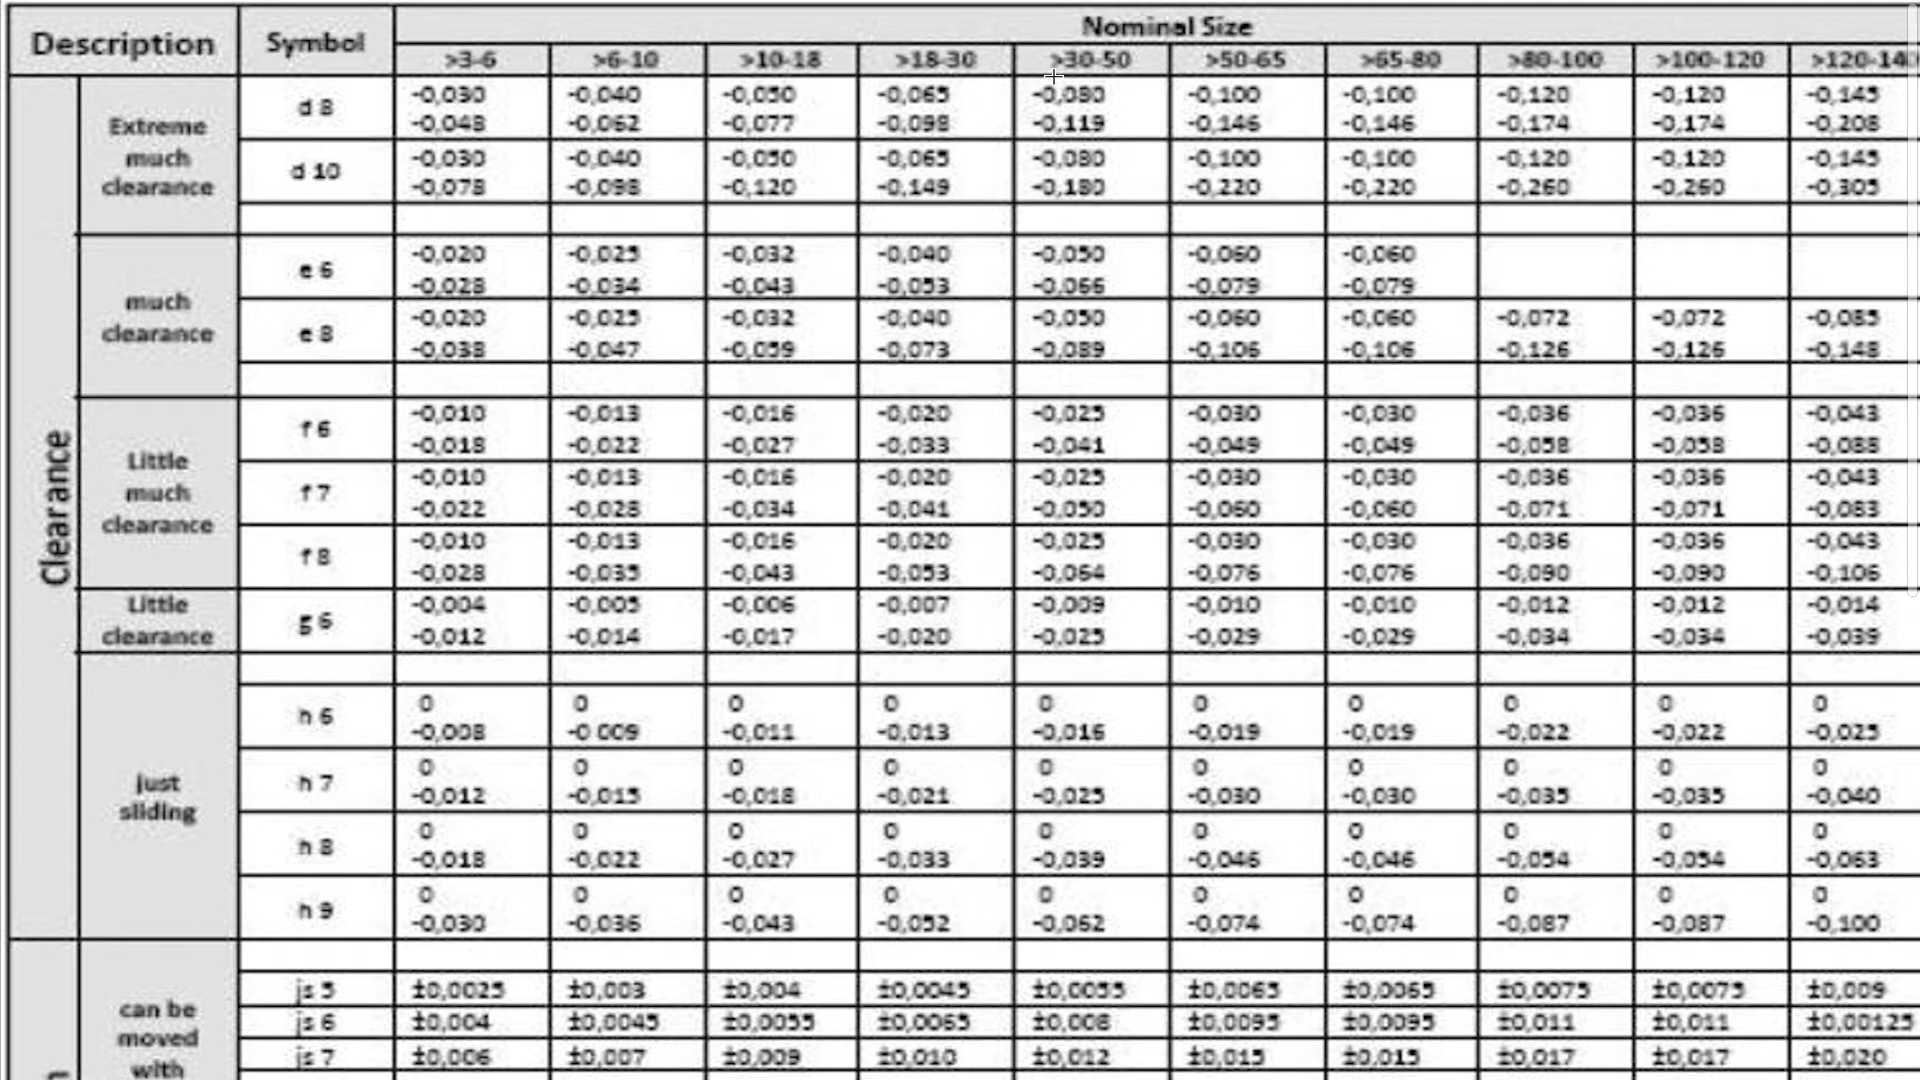 Description Symbol Nominal Size
>3-6 >6-10 >10-18 >18-30 >30-50 >50-65 >65-80 >80-100 >100-120 >120-140
Clearance
Extreme much clearance
d 8
-0,030 -0,040 -0,050 -0,065 -0,080 -0,100 -0,100 -0,120 -0,120 -0,145
-0,048 -0,062 -0,077 -0,098 -0,119 -0,146 -0,146 -0,174 -0,174 -0,208
d 10
-0,030 -0,040 -0,050 -0,065 -0,080 -0,100 -0,100 -0,120 -0,120 -0,145
-0,078 -0,098 -0,120 -0,149 -0,180 -0,220 -0,220 -0,260 -0,260 -0,305
much clearance
e 6
-0,020 -0,025 -0,032 -0,040 -0,050 -0,060 -0,060
-0,028 -0,034 -0,043 -0,053 -0,066 -0,079 -0,079
e 8
-0,020 -0,025 -0,032 -0,040 -0,050 -0,060 -0,060 -0,072 -0,072 -0,085
-0,038 -0,047 -0,059 -0,073 -0,089 -0,106 -0,106 -0,126 -0,126 -0,148
Little much clearance
f 6
-0,010 -0,013 -0,016 -0,020 -0,025 -0,030 -0,030 -0,036 -0,036 -0,043
-0,018 -0,022 -0,027 -0,033 -0,041 -0,049 -0,049 -0,058 -0,058 -0,088
f 7
-0,010 -0,013 -0,016 -0,020 -0,025 -0,030 -0,030 -0,036 -0,036 -0,043
-0,022 -0,028 -0,034 -0,041 -0,050 -0,060 -0,060 -0,071 -0,071 -0,083
f 8
-0,010 -0,013 -0,016 -0,020 -0,025 -0,030 -0,030 -0,036 -0,036 -0,043
-0,028 -0,035 -0,043 -0,053 -0,064 -0,076 -0,076 -0,090 -0,090 -0,106
Little clearance
g 6
-0,004 -0,005 -0,006 -0,007 -0,009 -0,010 -0,010 -0,012 -0,012 -0,014
-0,012 -0,014 -0,017 -0,020 -0,025 -0,029 -0,029 -0,034 -0,034 -0,039
just sliding
h 6
0 0 0 0 0 0 0 0 0 0
-0,008 -0 009 -0,011 -0,013 -0,016 -0,019 -0,019 -0,022 -0,022 -0,025
h 7
0 0 0 0 0 0 0 0 0 0
-0,012 -0,015 -0,018 -0,021 -0,025 -0,030 -0,030 -0,035 -0,035 -0,040
h 8
0 0 0 0 0 0 0 0 0 0
-0,018 -0,022 -0,027 -0,033 -0,039 -0,046 -0,046 -0,054 -0,054 -0,063
h 9
0 0 0 0 0 0 0 0 0 0
-0,030 -0,036 -0,043 -0,052 -0,062 -0,074 -0,074 -0,087 -0,087 -0,100
can be moved with
js 5 ±0,0025 ±0,003 ±0,004 ±0,0045 ±0,0055 ±0,0065 ±0,0065 ±0,0075 ±0,0075 ±0,009
js 6 ±0,004 ±0,0045 ±0,0055 ±0,0065 ±0,008 ±0,0095 ±0,0095 ±0,011 ±0,011 ±0,00125
js 7 ±0,006 ±0,007 ±0,009 ±0,010 ±0,012 ±0,015 ±0,015 ±0,017 ±0,017 ±0,020